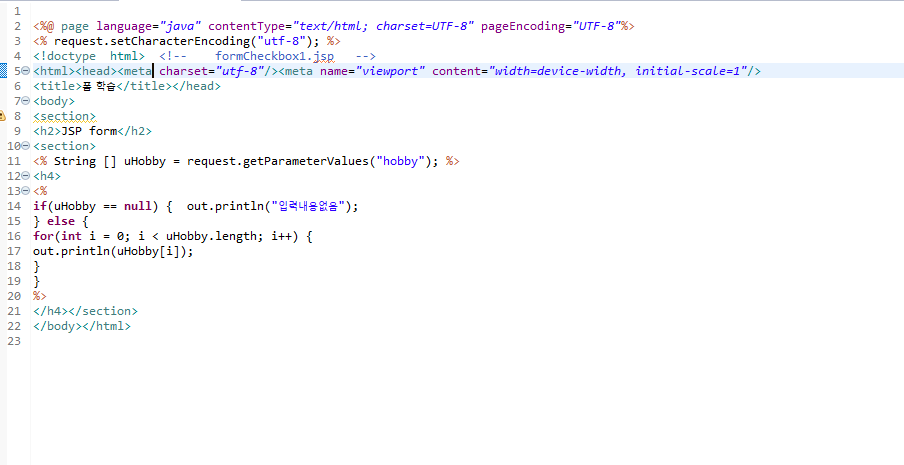 1
2 <%@ page language="java" contentType="text/html; charset=UTF-8" pageEncoding="UTF-8"%>
3 <% request.setCharacterEncoding("utf-8"); %>
4 <!doctype  html>  <!--    formCheckbox1.jsp   -->
5 <html><head><meta charset="utf-8"/><meta name="viewport" content="width=device-width, initial-scale=1"/>
6 <title>폼 학습</title></head>
7 <body>
8 <section>
9 <h2>JSP form</h2>
10 <section>
11 <% String [] uHobby = request.getParameterValues("hobby"); %>
12 <h4>
13 <%
14 if(uHobby == null) {  out.println("입력내용없음");
15 } else {
16 for(int i = 0; i < uHobby.length; i++) {
17 out.println(uHobby[i]);
18 }
19 }
20 %>
21 </h4></section>
22 </body></html>
23